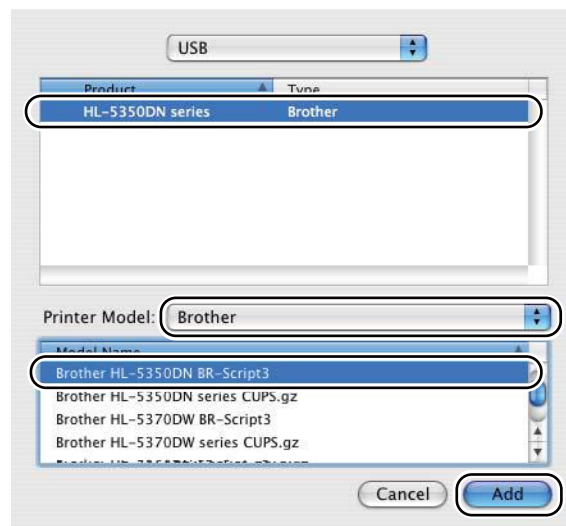 USB
Product Type
HL-5350DN series Brother
Printer Model: Brother
Model Name
Brother HL-5350DN BR-Script3
Brother HL-5350DN series CUPS.gz
Brother HL-5370DW BR-Script3
Brother HL-5370DW series CUPS.gz
Cancel Add